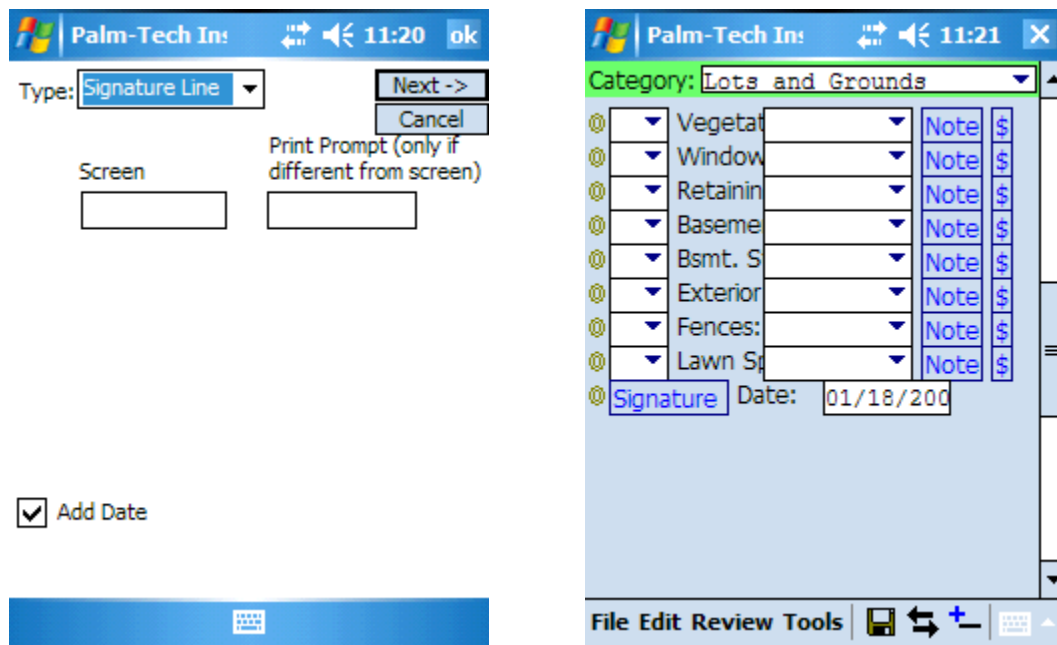 Palm-Tech Ins 11:20 ok
Type: Signature Line
Next ->
Cancel
Screen
Print Prompt (only if
different from screen)
Add Date
Palm-Tech Ins 11:21
Category: Lots and Grounds
Vegetat Note $
Window Note $
Retainin Note $
Baseme Note $
Bsmt. S Note $
Exterior Note $
Fences: Note $
Lawn Sp Note $
Signature Date: 01/18/200
File Edit Review Tools